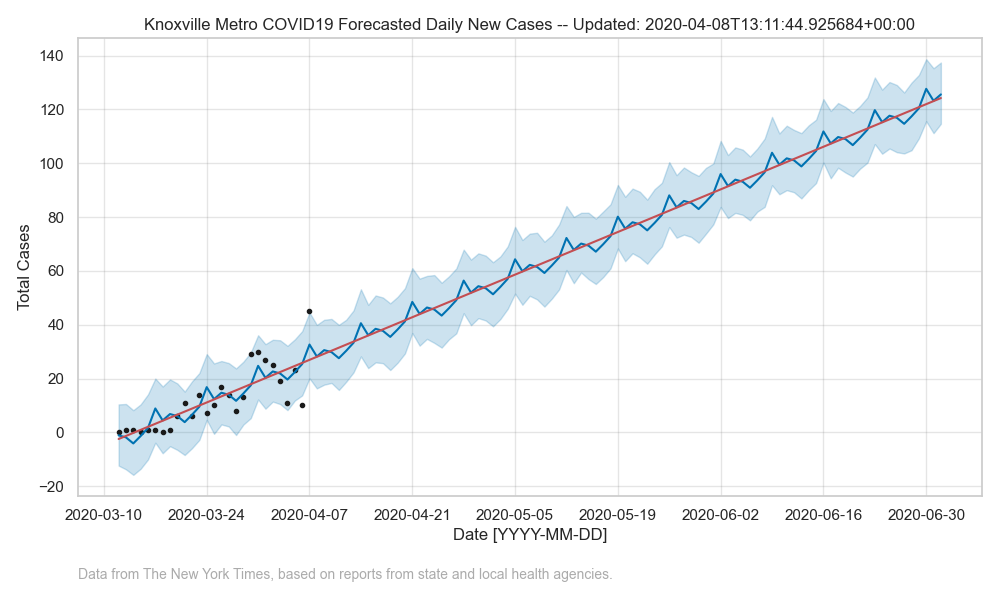 Knoxville Metro COVID19 Forecasted Daily New Cases -- Updated: 2020-04-08T13:11:44.925684+00:00
140
120
100
80
60
40
20
0
−20
Total Cases
2020-03-10 2020-03-24 2020-04-07 2020-04-21 2020-05-05 2020-05-19 2020-06-02 2020-06-16 2020-06-30
Date [YYYY-MM-DD]
Data from The New York Times, based on reports from state and local health agencies.